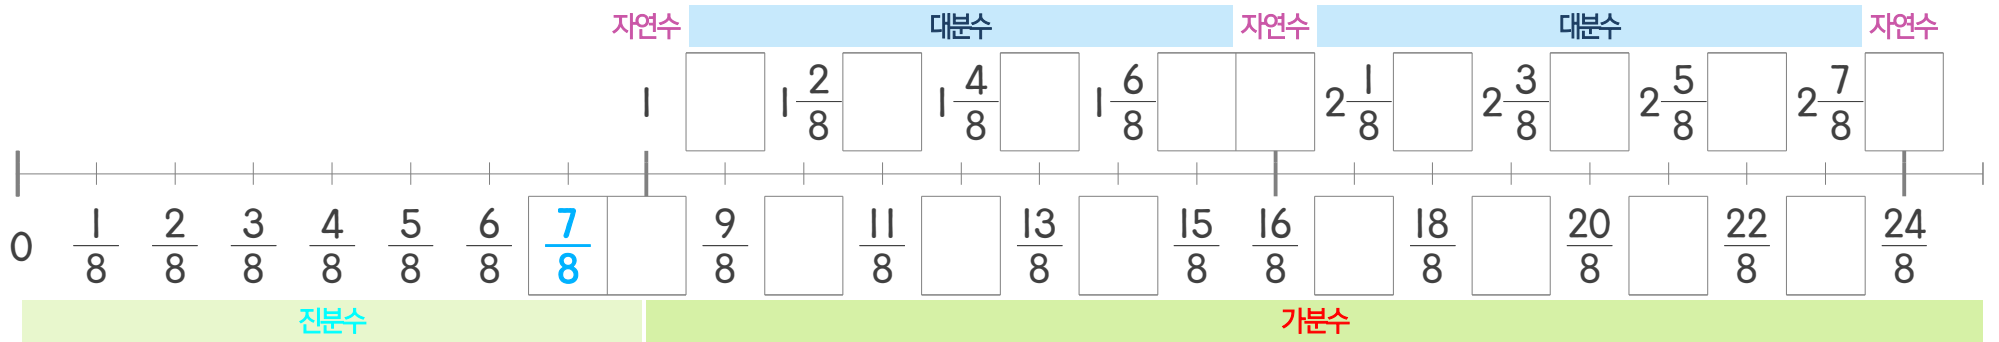 자연수 대분수 자연수 대분수 자연수
1 1 2/8 1 4/8 1 6/8 2 1/8 2 3/8 2 5/8 2 7/8
0 1/8 2/8 3/8 4/8 5/8 6/8 7/8 9/8 11/8 13/8 15/8 16/8 18/8 20/8 22/8 24/8
진분수 가분수